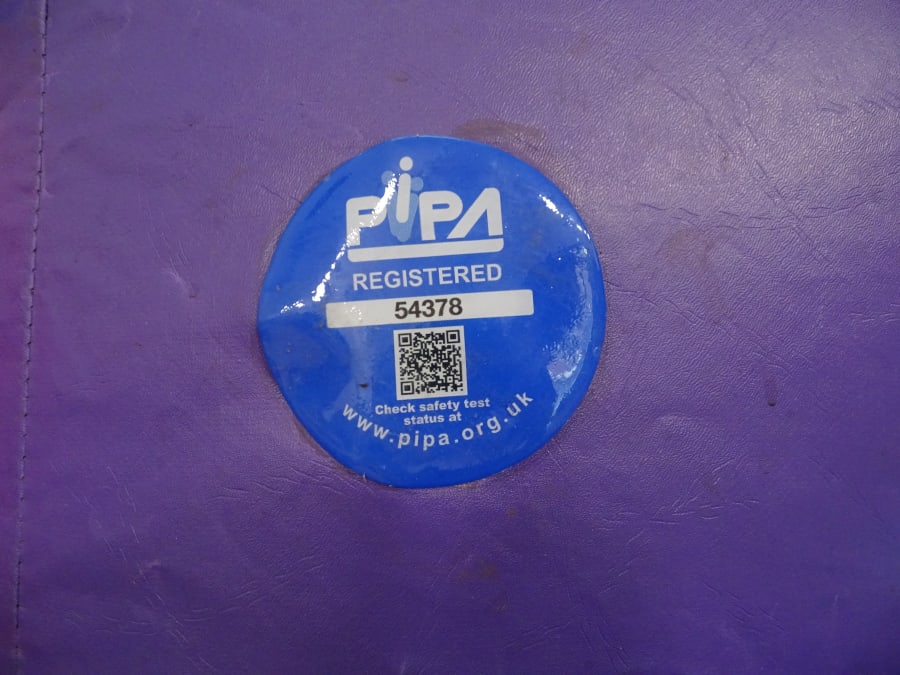 PiPA
REGISTERED
54378
Check safety test
status at
www.pipa.org.uk